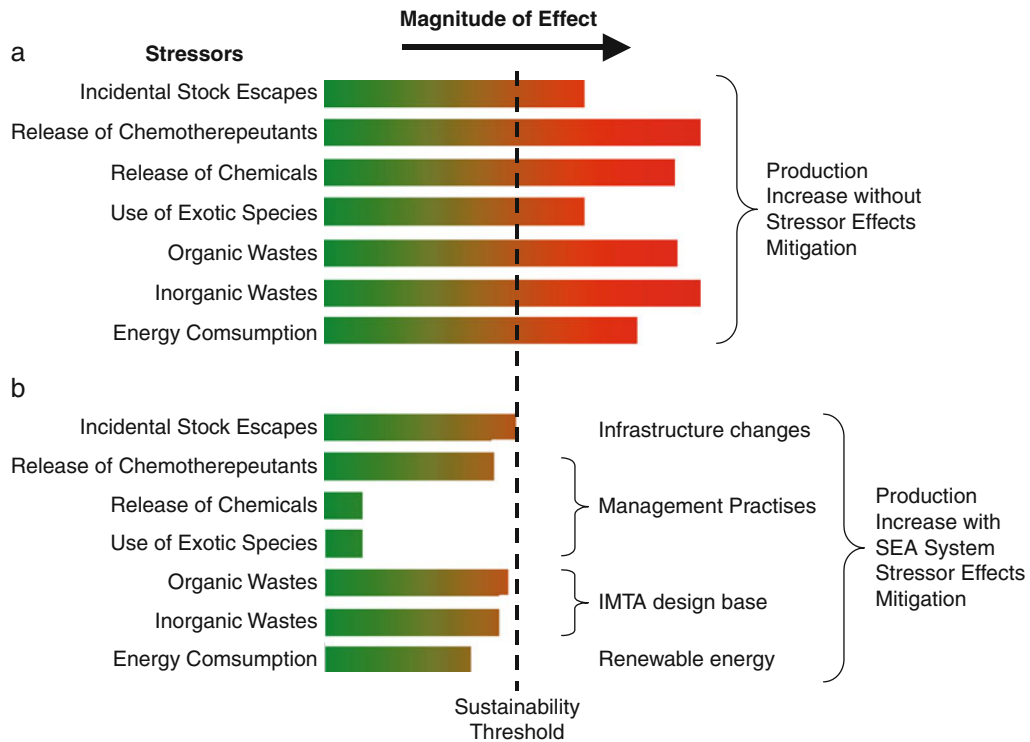 Magnitude of Effect
a
Stressors
Incidental Stock Escapes
Release of Chemotherepeutants
Release of Chemicals
Use of Exotic Species
Organic Wastes
Inorganic Wastes
Energy Comsumption
Production
Increase without
Stressor Effects
Mitigation
b
Incidental Stock Escapes
Release of Chemotherepeutants
Release of Chemicals
Use of Exotic Species
Organic Wastes
Inorganic Wastes
Energy Comsumption
Infrastructure changes
Management Practises
IMTA design base
Renewable energy
Production
Increase with
SEA System
Stressor Effects
Mitigation
Sustainability
Threshold